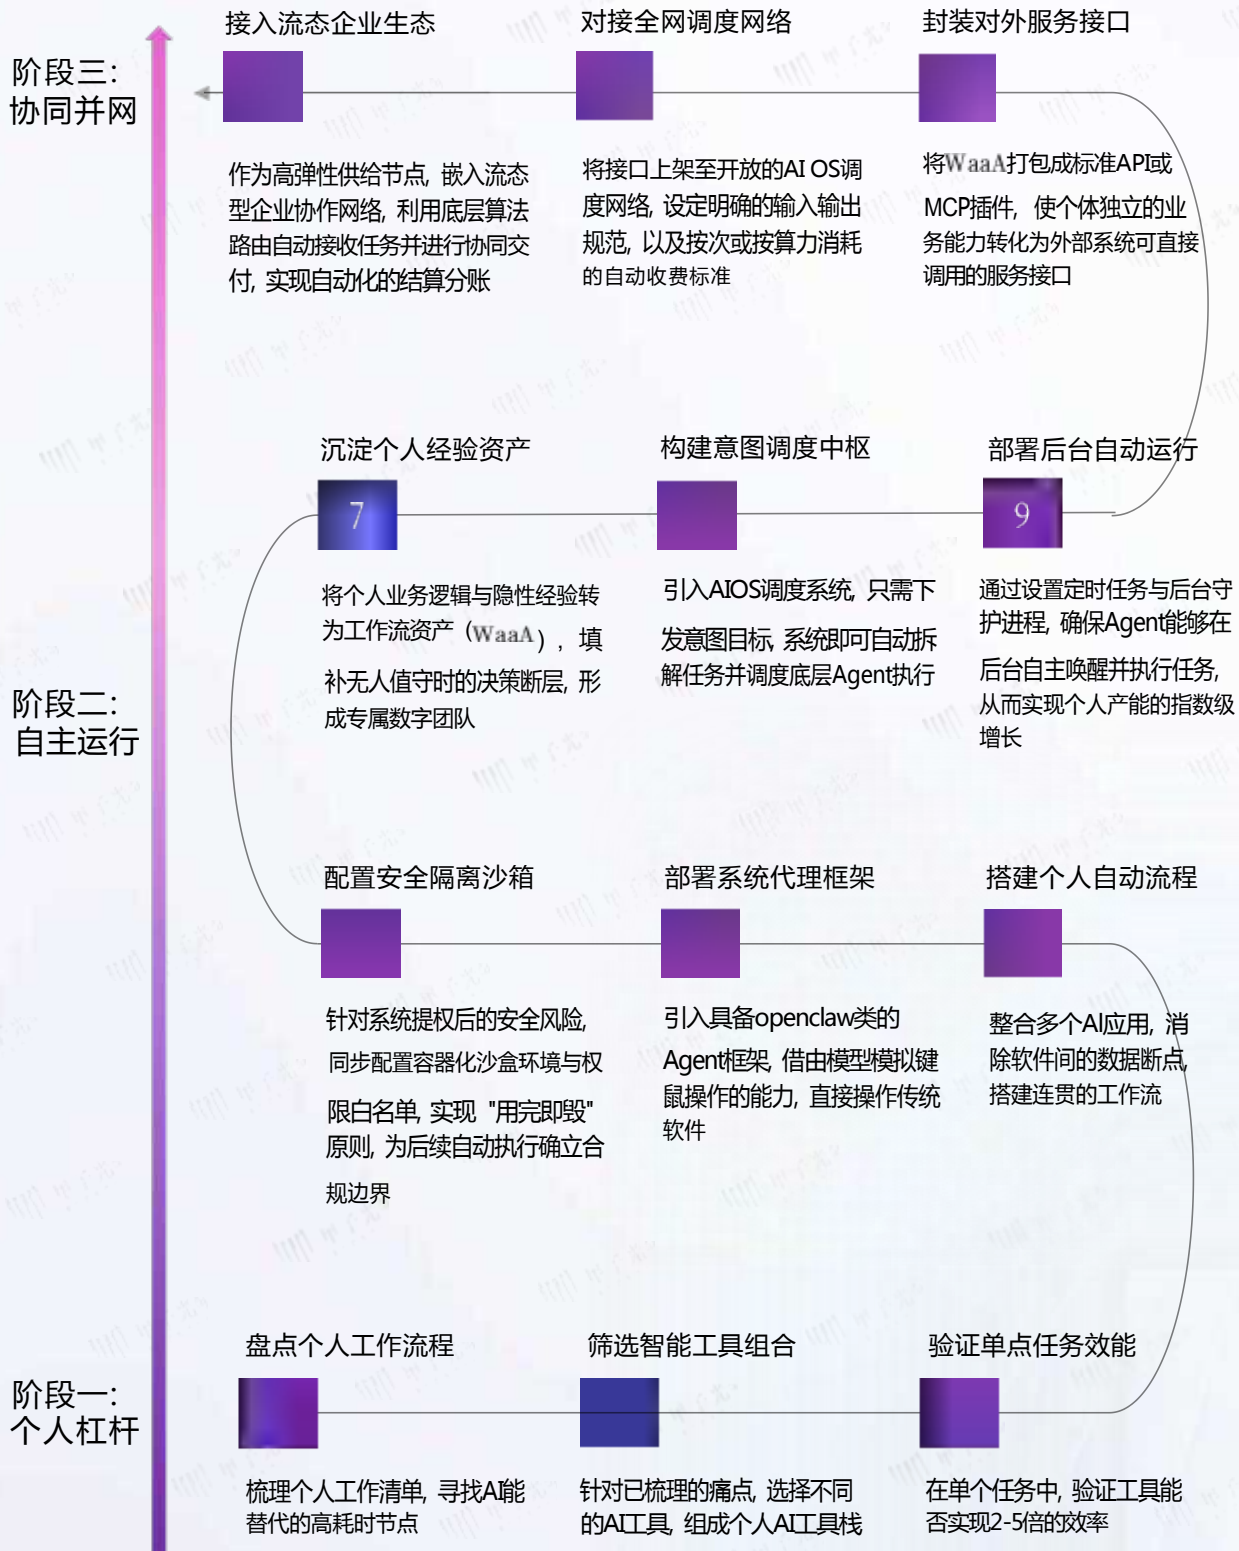 接入流态企业生态
对接全网调度网络
封装对外服务接口
阶段三：
协同并网
作为高弹性供给节点，嵌入流态
型企业协作网络，利用底层算法
路由自动接收任务并进行协同交
付，实现自动化的结算分账
将接口上架至开放的AI OS调
度网络，设定明确的输入输出
规范，以及按次或按算力消耗
的自动收费标准
将WaaA打包成标准API或
MCP插件，使个体独立的业
务能力转化为外部系统可直接
调用的服务接口
沉淀个人经验资产
构建意图调度中枢
部署后台自动运行
7
9
阶段二：
自主运行
将个人业务逻辑与隐性经验转
为工作流资产（WaaA），填
补无人值守时的决策断层，形
成专属数字团队
引入AIOS调度系统，只需下
发意图目标，系统即可自动拆
解任务并调度底层Agent执行
通过设置定时任务与后台守
护进程，确保Agent能够在
后台自主唤醒并执行任务，
从而实现个人产能的指数级
增长
配置安全隔离沙箱
部署系统代理框架
搭建个人自动流程
针对系统提权后的安全风险，
同步配置容器化沙盒环境与权
限白名单，实现 "用完即毁"
原则，为后续自动执行确立合
规边界
引入具备openclaw类的
Agent框架，借由模型模拟键
鼠操作的能力，直接操作传统
软件
整合多个AI应用，消
除软件间的数据断点，
搭建连贯的工作流
盘点个人工作流程
筛选智能工具组合
验证单点任务效能
阶段一：
个人杠杆
梳理个人工作清单，寻找AI能
替代的高耗时节点
针对已梳理的痛点，选择不同
的AI工具，组成个人AI工具栈
在单个任务中，验证工具能
否实现2-5倍的效率